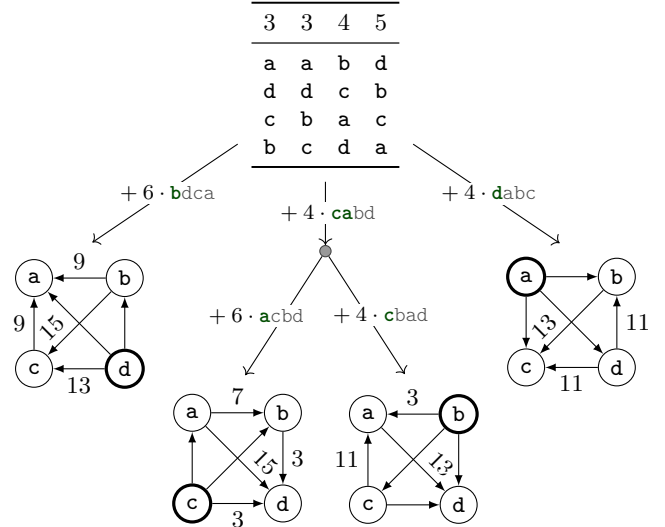 3 3 4 5
a a b d
d d c b
c b a c
b c d a
+ 6 · bdca
+ 4 · cabd
+ 4 · dabc
+ 6 · acbd
+ 4 · cbad
a 9 b
9 15
c 13 d
a b
13 11
c 11 d
a 7 b
15 3
c 3 d
a 3 b
11 13
c d